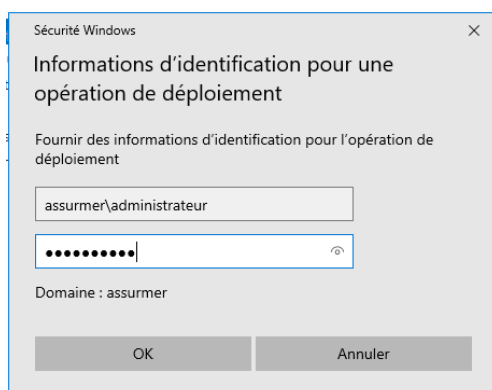 Sécurité Windows
Informations d’identification pour une
opération de déploiement
Fournir des informations d’identification pour l’opération de
déploiement
assurmer\administrateur
●●●●●●●●●●
Domaine : assurmer
OK
Annuler